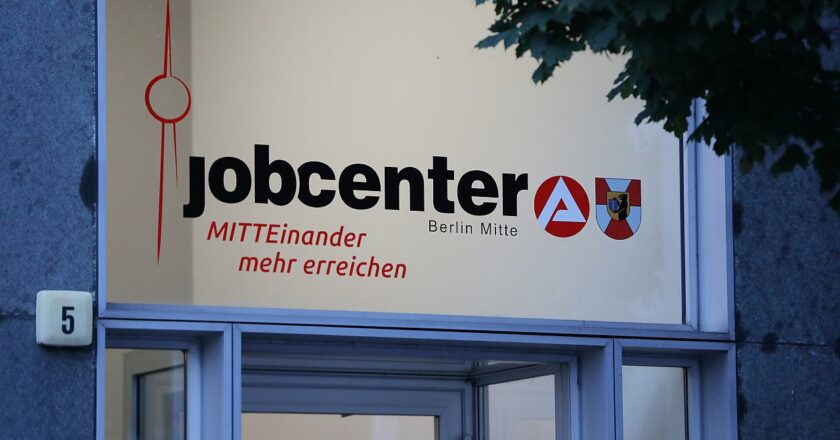 jobcenter
Berlin Mitte
MITTEinander
mehr erreichen
5